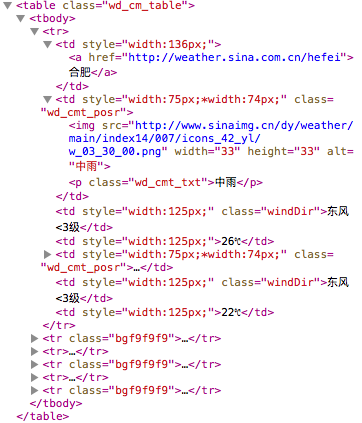 ▼<table class="wd_cm_table">
▼<tbody>
▼<tr>
▼<td style="width:136px;">
<a href="http://weather.sina.com.cn/hefei">
合肥</a>
</td>
▼<td style="width:75px;*width:74px;" class=
"wd_cmt_posr">
<img src="http://www.sinaimg.cn/dy/weather/
main/index14/007/icons_42_yl/
w_03_30_00.png" width="33" height="33" alt=
"中雨">
<p class="wd_cmt_txt">中雨</p>
</td>
<td style="width:125px;" class="windDir">东风
<3级</td>
<td style="width:125px;">26℃</td>
▶<td style="width:75px;*width:74px;" class=
"wd_cmt_posr">…</td>
<td style="width:125px;" class="windDir">东风
<3级</td>
<td style="width:125px;">22℃</td>
</tr>
▶<tr class="bgf9f9f9">…</tr>
▶<tr>…</tr>
▶<tr class="bgf9f9f9">…</tr>
▶<tr>…</tr>
▶<tr class="bgf9f9f9">…</tr>
</tbody>
</table>